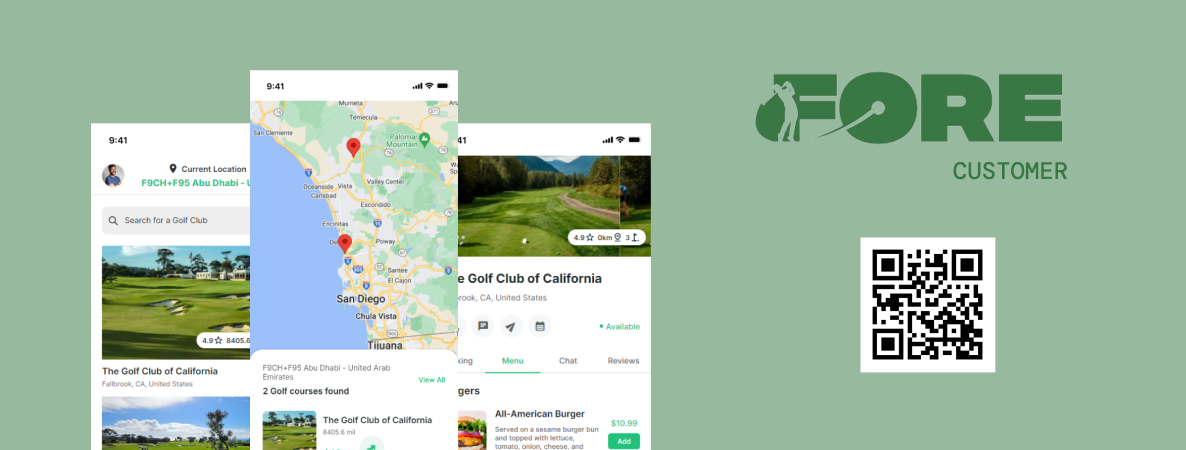 9:41
Current Location
F9CH+F95 Abu Dhabi - U
Search for a Golf Club
4.9 8405.6
The Golf Club of California
Fallbrook, CA, United States
9:41
Murrieta
Temecula
San Clemente
Palomar
Mountain
Oceanside
Vista
Valley Center
Carlsbad
Escondido
Encinitas
Poway
Santee
El Cajon
San Diego
Chula Vista
Tijuana
F9CH+F95 Abu Dhabi - United Arab
Emirates
View All
2 Golf courses found
The Golf Club of California
8405.6 mil
:41
4.9 0km 3
e Golf Club of California
brook, CA, United States
Available
king Menu Chat Reviews
gers
All-American Burger
$10.99
Served on a sesame burger bun
and topped with lettuce,
tomato, onion, cheese, and
Add
FORE
CUSTOMER